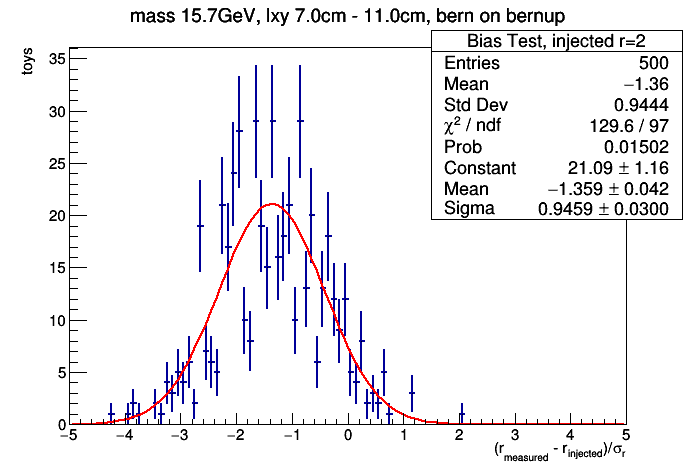 mass 15.7GeV, lxy 7.0cm - 11.0cm, bern on bernup
toys
Bias Test, injected r=2
Entries 500
Mean −1.36
Std Dev 0.9444
χ² / ndf 129.6 / 97
Prob 0.01502
Constant 21.09 ± 1.16
Mean −1.359 ± 0.042
Sigma 0.9459 ± 0.0300
35
30
25
20
15
10
5
0
−5 −4 −3 −2 −1 0 1 2 3 4 5
(r_measured - r_injected)/σ_r